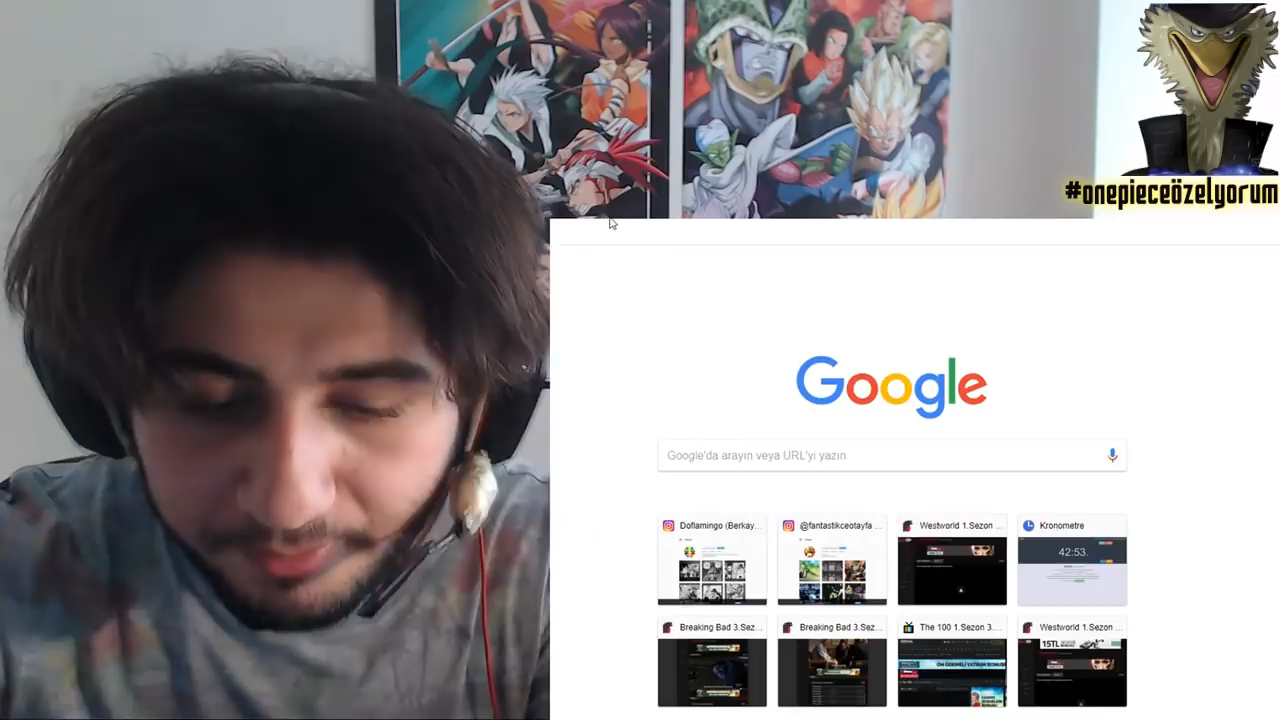 #onepieceözelyorum
Google
Google'da arayın veya URL'yi yazın
Doflamingo (Berkay...
@fantastikceotayfa ...
Westworld 1.Sezon ...
Kronometre
42:53.
Breaking Bad 3.Sez...
Breaking Bad 3.Sez...
The 100 1.Sezon 3....
Westworld 1.Sezon ...
15TL